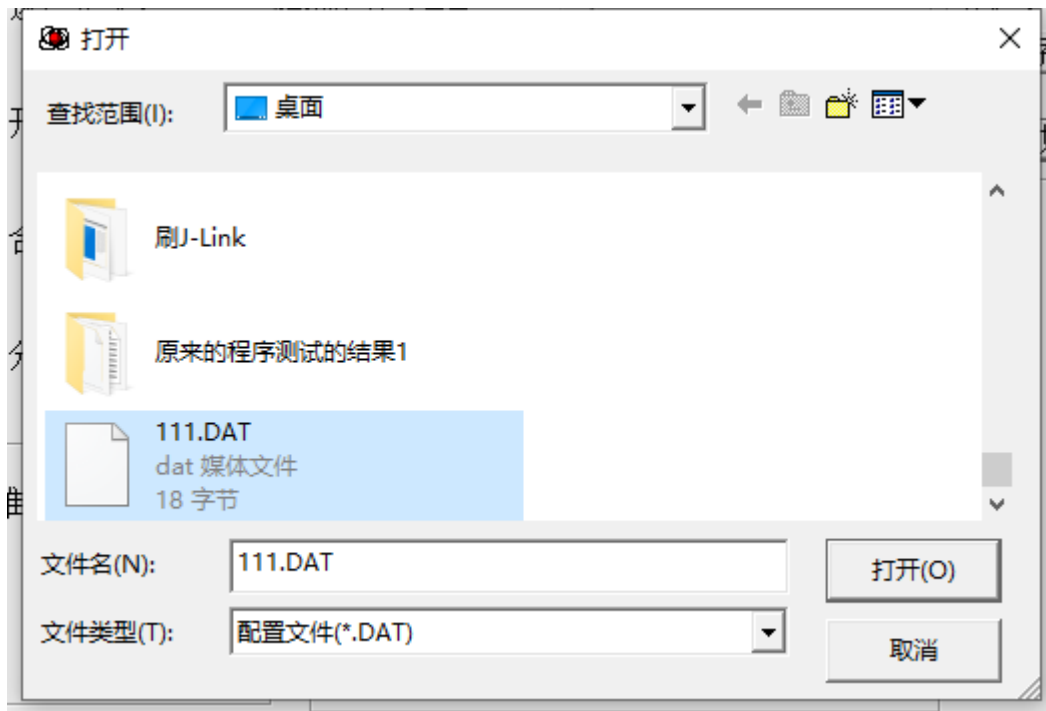 打开
查找范围(I):
桌面
刷J-Link
原来的程序测试的结果1
111.DAT
dat 媒体文件
18 字节
文件名(N):
111.DAT
打开(O)
文件类型(T):
配置文件(*.DAT)
取消